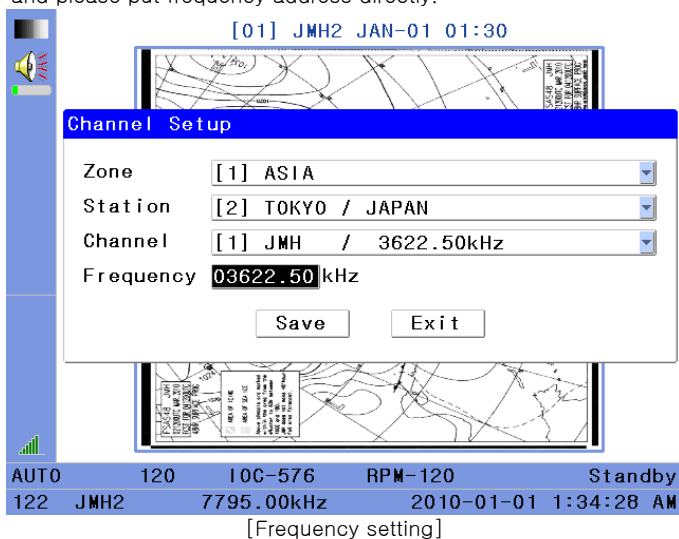 and please put frequency address directly.
[01] JMH2 JAN-01 01:30
Channel Setup
Zone [1] ASIA
Station [2] TOKYO / JAPAN
Channel [1] JMH / 3622.50kHz
Frequency 03622.50 kHz
Save Exit
AUTO 120 IOC-576 RPM-120 Standby
122 JMH2 7795.00kHz 2010-01-01 1:34:28 AM
[Frequency setting]